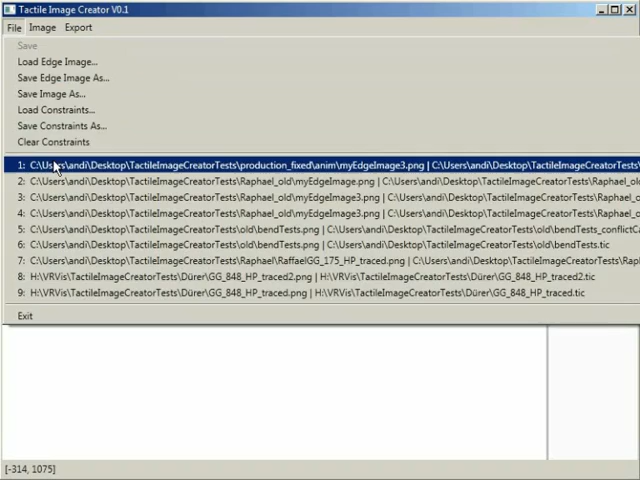 Tactile Image Creator V0.1
File Image Export
Save
Load Edge Image...
Save Edge Image As...
Save Image As...
Load Constraints...
Save Constraints As...
Clear Constraints
1: C:\Users\andi\Desktop\TactileImageCreatorTests\production_fixed\anim\myEdgeImage3.png | C:\Users\andi\Desktop\TactileImageCreatorTests\
2: C:\Users\andi\Desktop\TactileImageCreatorTests\Raphael_old\myEdgeImage.png | C:\Users\andi\Desktop\TactileImageCreatorTests\Raphael_ol
3: C:\Users\andi\Desktop\TactileImageCreatorTests\Raphael_old\myEdgeImage3.png | C:\Users\andi\Desktop\TactileImageCreatorTests\Raphael_o
4: C:\Users\andi\Desktop\TactileImageCreatorTests\Raphael_old\myEdgeImage3.png | C:\Users\andi\Desktop\TactileImageCreatorTests\Raphael_o
5: C:\Users\andi\Desktop\TactileImageCreatorTests\old\bendTests.png | C:\Users\andi\Desktop\TactileImageCreatorTests\old\bendTests_conflictCa
6: C:\Users\andi\Desktop\TactileImageCreatorTests\old\bendTests.png | C:\Users\andi\Desktop\TactileImageCreatorTests\old\bendTests.tic
7: C:\Users\andi\Desktop\TactileImageCreatorTests\Raphael\RaffaelGG_175_HP_traced.png | C:\Users\andi\Desktop\TactileImageCreatorTests\Rap
8: H:\VRVis\TactileImageCreatorTests\Dürer\GG_848_HP_traced2.png | H:\VRVis\TactileImageCreatorTests\Dürer\GG_848_HP_traced2.tic
9: H:\VRVis\TactileImageCreatorTests\Dürer\GG_848_HP_traced.png | H:\VRVis\TactileImageCreatorTests\Dürer\GG_848_HP_traced.tic
Exit
[-314, 1075]